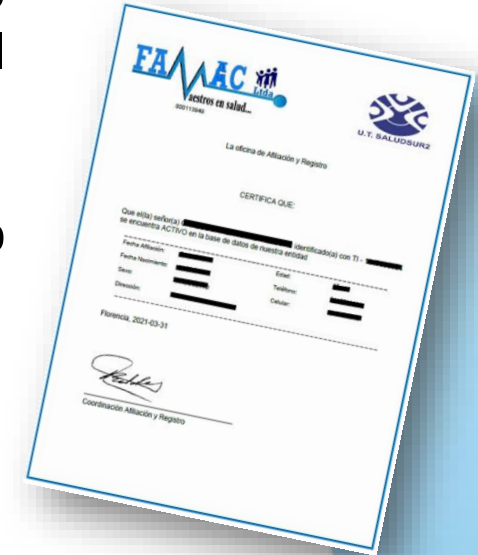 FAMAC
Ltda
Maestros en salud...
U.T. SALUDSUR2
La oficina de Afiliación y Registro
CERTIFICA QUE:
Que el(la) señor(a) identificado(a) con TI -
se encuentra ACTIVO en la base de datos de nuestra entidad
Fecha Afiliación: Edad:
Fecha Nacimiento: Teléfono:
Sexo: Celular:
Dirección:
Florencia, 2021-03-31
Coordinación Afiliación y Registro